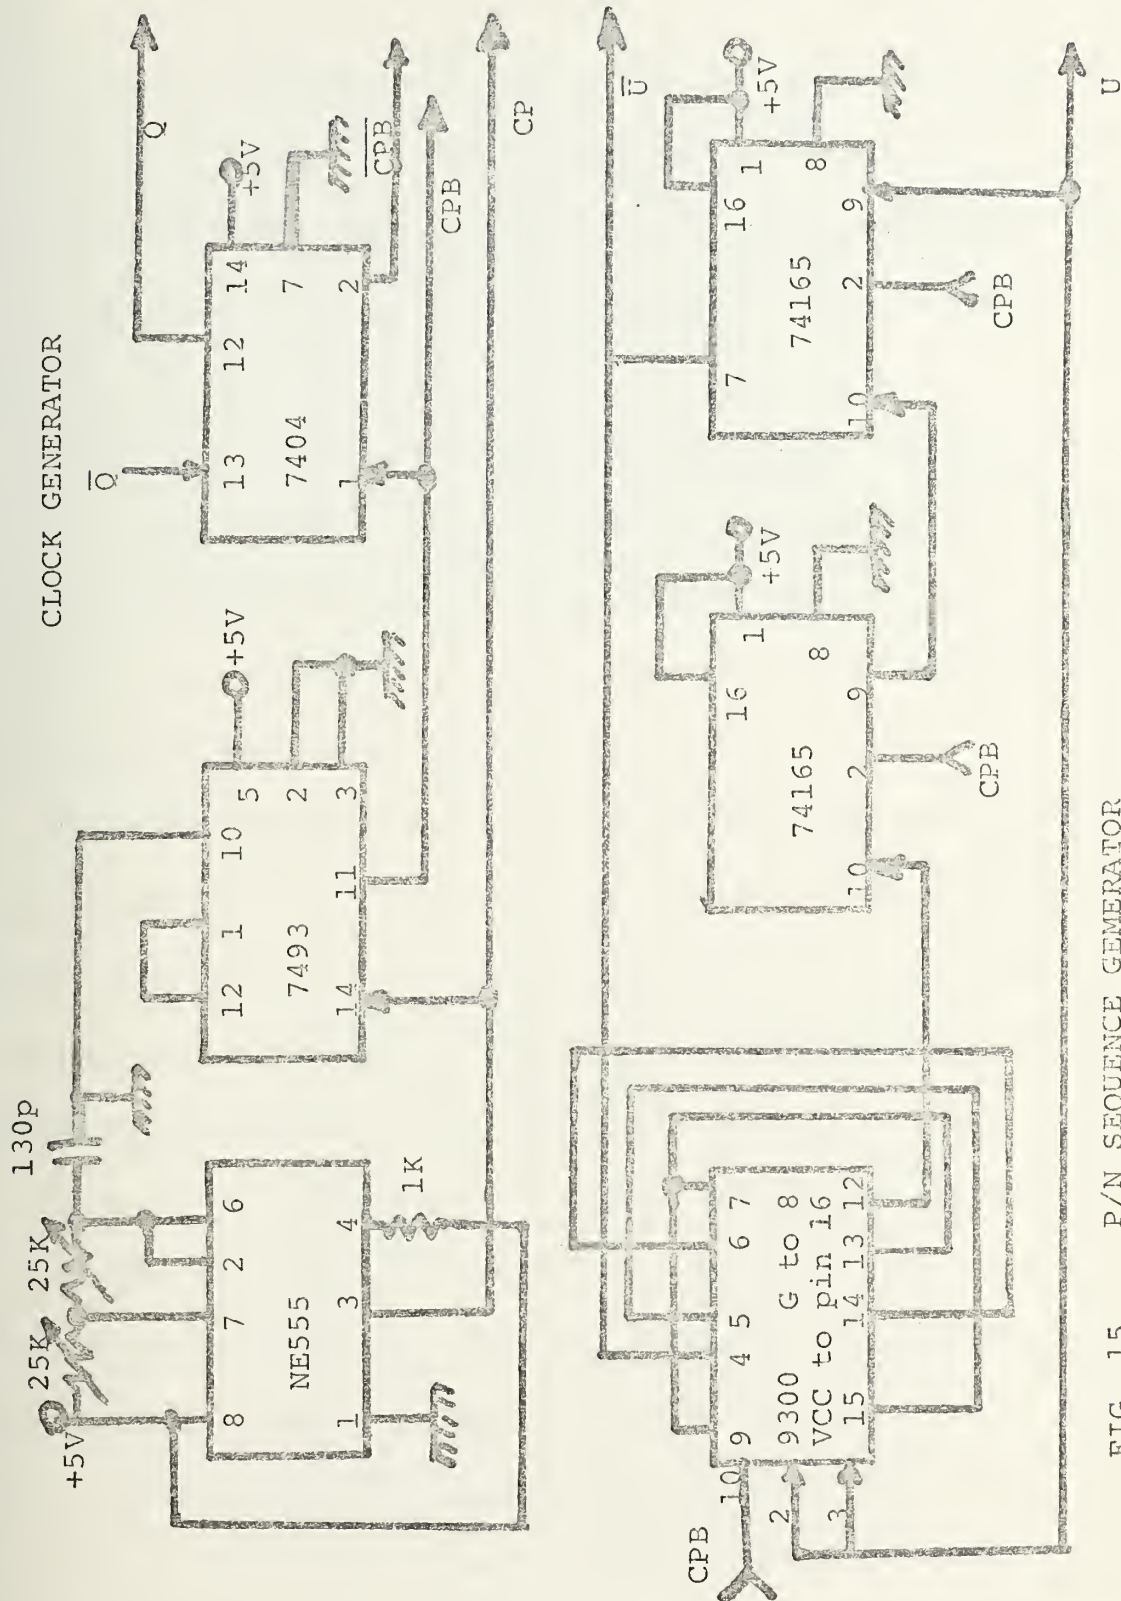 CLOCK GENERATOR
+5V
25K
25K
130p
8
7
2
6
NE555
1
3
4
1K
12
1
10
7493
5
2
3
14
11
+5V
Q̅
Q
13
12
14
7404
7
1
2
+5V
C̅P̅B̅
CPB
CP
U̅
CPB
10
9
4
5
6
7
2
9300 G to 8
3
VCC to pin 16
15
14
13
12
16
1
74165
8
10
2
9
+5V
CPB
7
16
1
74165
8
10
2
9
+5V
CPB
U
FIG 15 P/N SEQUENCE GEMERATOR